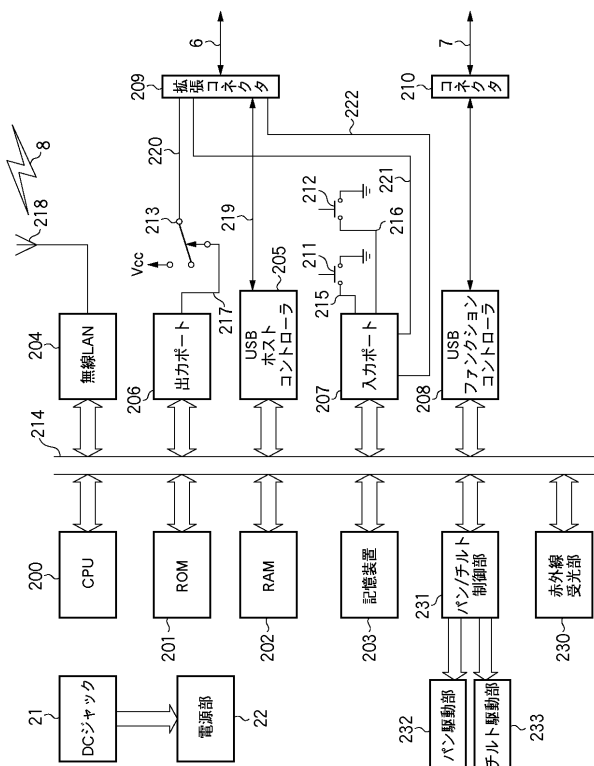 21
DCジャック
電源部
22
200
CPU
ROM
201
RAM
202
記憶装置
203
231
パン/チルト
制御部
赤外線
受光部
230
232
パン駆動部
チルト駆動部
233
214
204
無線LAN
218
8
206
出力ポート
Vcc
213
217
220
USB
ホスト
コントローラ
205
219
209
拡張コネクタ
6
207
入力ポート
215
211
212
216
221
222
208
USB
ファンクション
コントローラ
210
コネクタ
7